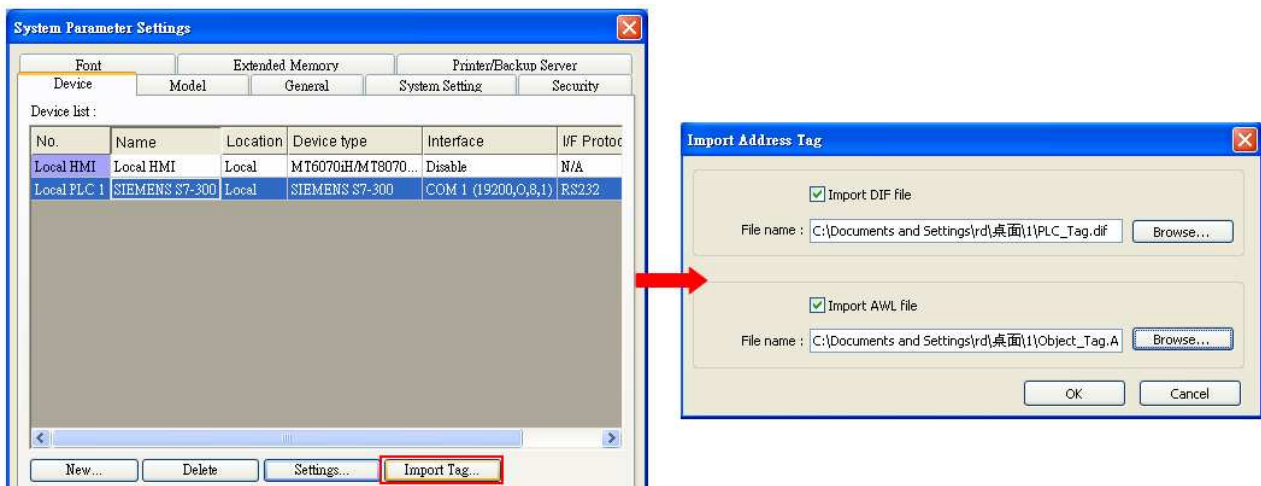 System Parameter Settings
Font Extended Memory Printer/Backup Server
Device Model General System Setting Security
Device list :
No. Name Location Device type Interface I/F Protoc
Local HMI Local HMI Local MT6070iH/MT8070... Disable N/A
Local PLC 1 SIEMENS S7-300 Local SIEMENS S7-300 COM 1 (19200,O,8,1) RS232
New... Delete Settings... Import Tag...
Import Address Tag
Import DIF file
File name : C:\Documents and Settings\rd\桌面\1\PLC_Tag.dif Browse...
Import AWL file
File name : C:\Documents and Settings\rd\桌面\1\Object_Tag.A Browse...
OK Cancel